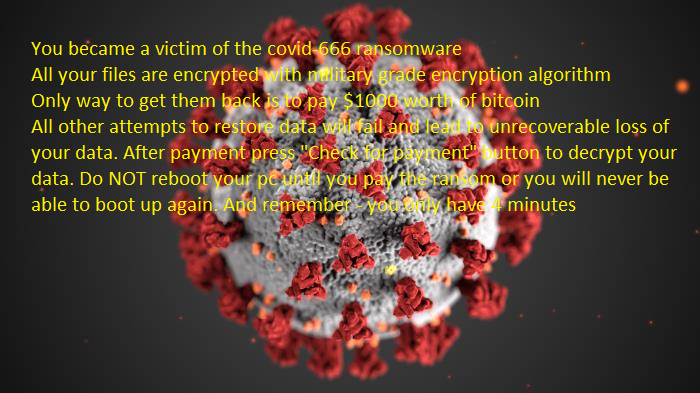 You became a victim of the covid-666 ransomware
All your files are encrypted with military grade encryption algorithm
Only way to get them back is to pay $1000 worth of bitcoin
All other attempts to restore data will fail and lead to unrecoverable loss of
your data. After payment press "Check for payment" button to decrypt your
data. Do NOT reboot your pc until you pay the ransom or you will never be
able to boot up again. And remember - you only have 4 minutes